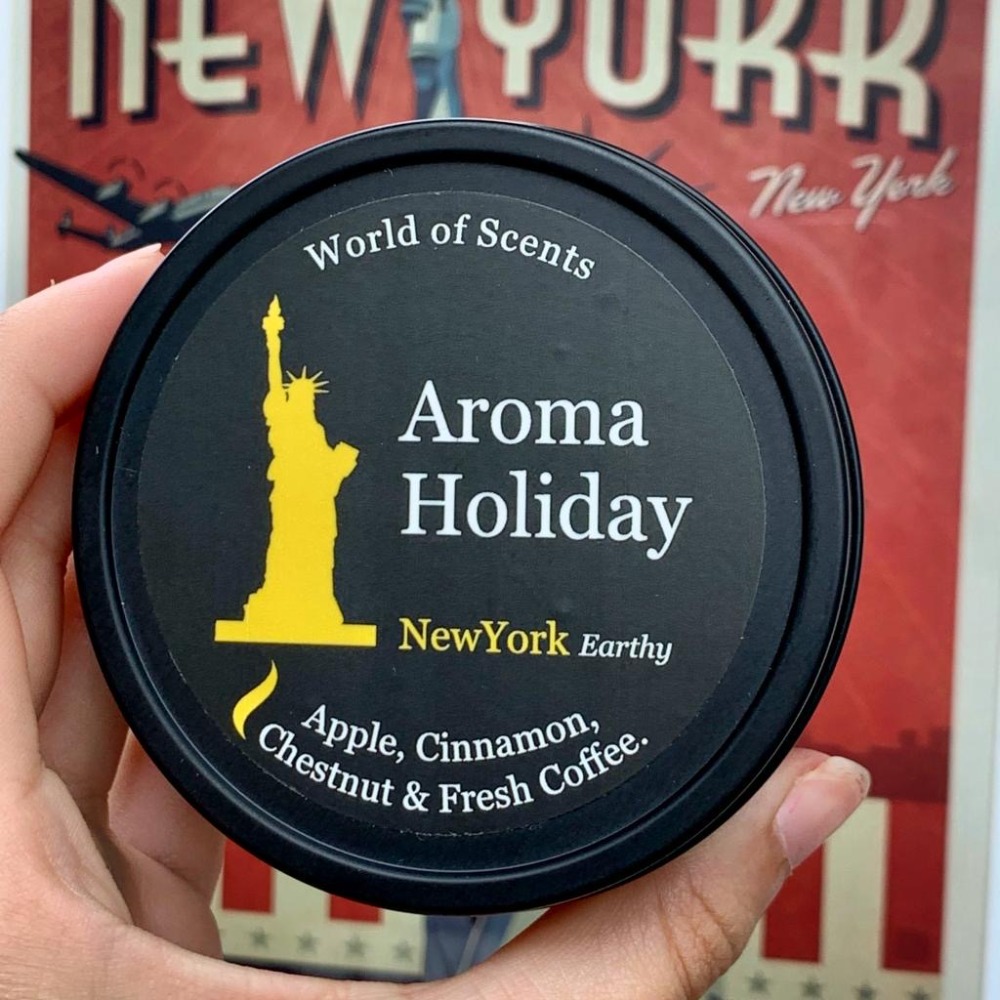 NEW YORK
New York
World of Scents
Aroma
Holiday
NewYork Earthy
Apple, Cinnamon,
Chestnut & Fresh Coffee.